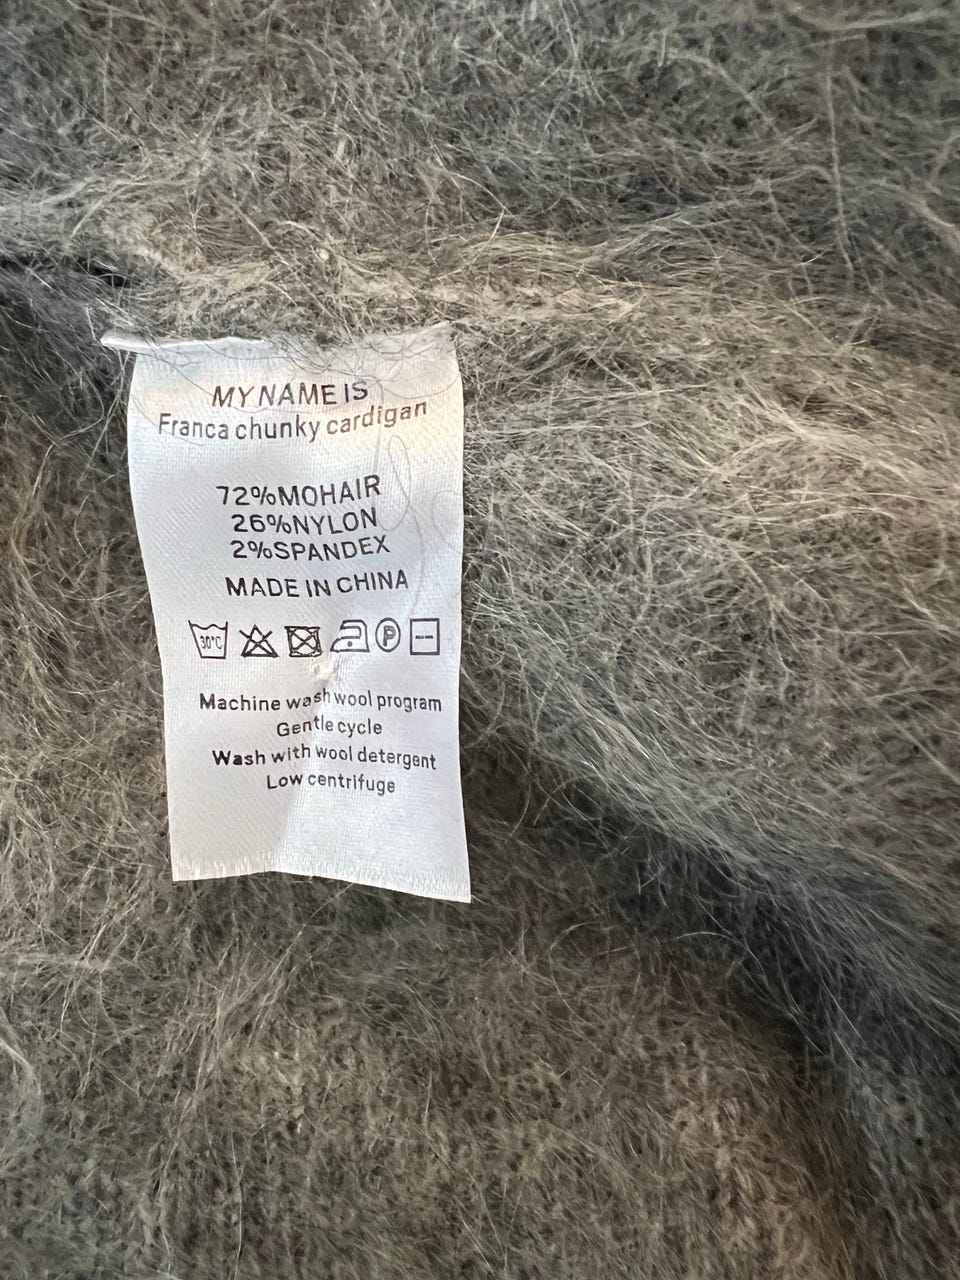 MY NAME IS
Franca chunky cardigan
72%MOHAIR
26%NYLON
2%SPANDEX
MADE IN CHINA
30°C P
Machine wash wool program
Gentle cycle
Wash with wool detergent
Low centrifuge